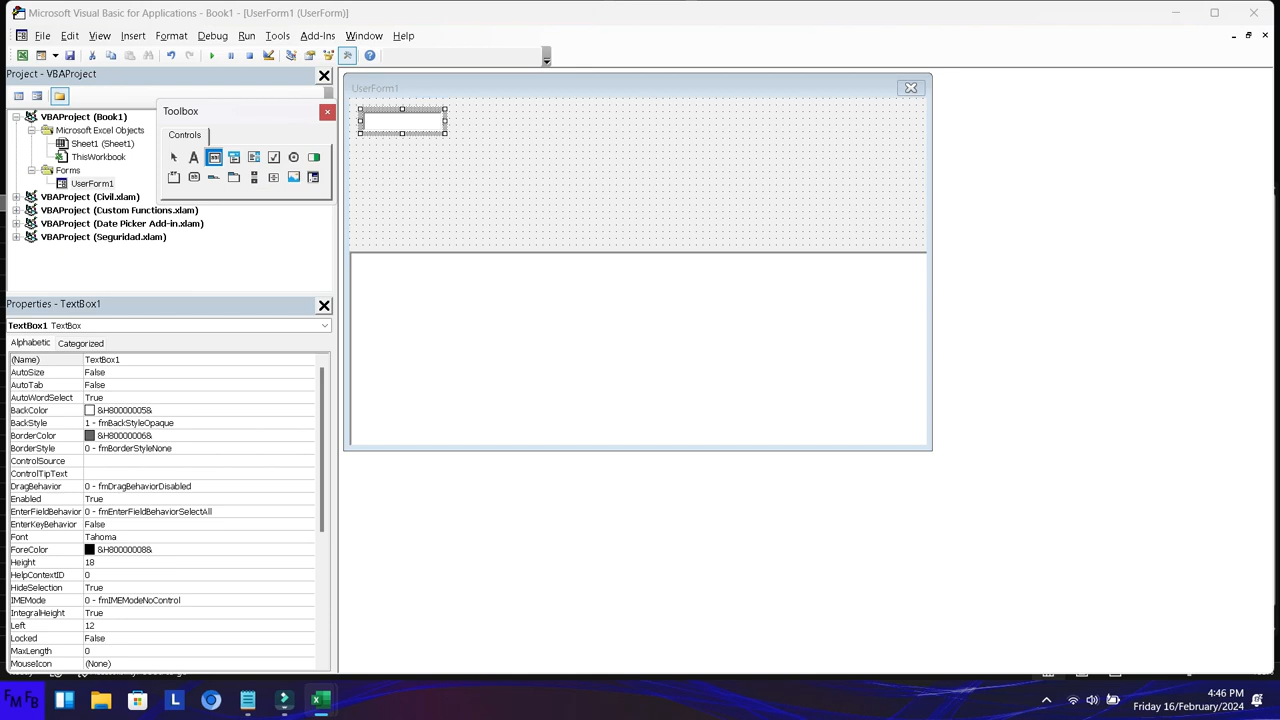 Microsoft Visual Basic for Applications - Book1 - [UserForm1 (UserForm)]
File Edit View Insert Format Debug Run Tools Add-Ins Window Help
Project - VBAProject
VBAProject (Book1)
Microsoft Excel Objects
Sheet1 (Sheet1)
ThisWorkbook
Forms
UserForm1
VBAProject (Civil.xlam)
VBAProject (Custom Functions.xlam)
VBAProject (Date Picker Add-in.xlam)
VBAProject (Seguridad.xlam)
Toolbox
Controls
Properties - TextBox1
TextBox1 TextBox
Alphabetic Categorized
(Name) TextBox1
AutoSize False
AutoTab False
AutoWordSelect True
BackColor &H80000005&
BackStyle 1 - fmBackStyleOpaque
BorderColor &H80000006&
BorderStyle 0 - fmBorderStyleNone
ControlSource
ControlTipText
DragBehavior 0 - fmDragBehaviorDisabled
Enabled True
EnterFieldBehavior 0 - fmEnterFieldBehaviorSelectAll
EnterKeyBehavior False
Font Tahoma
ForeColor &H80000008&
Height 18
HelpContextID 0
HideSelection True
IMEMode 0 - fmIMEModeNoControl
IntegralHeight True
Left 12
Locked False
MaxLength 0
MouseIcon (None)
UserForm1
4:46 PM
Friday 16/February/2024